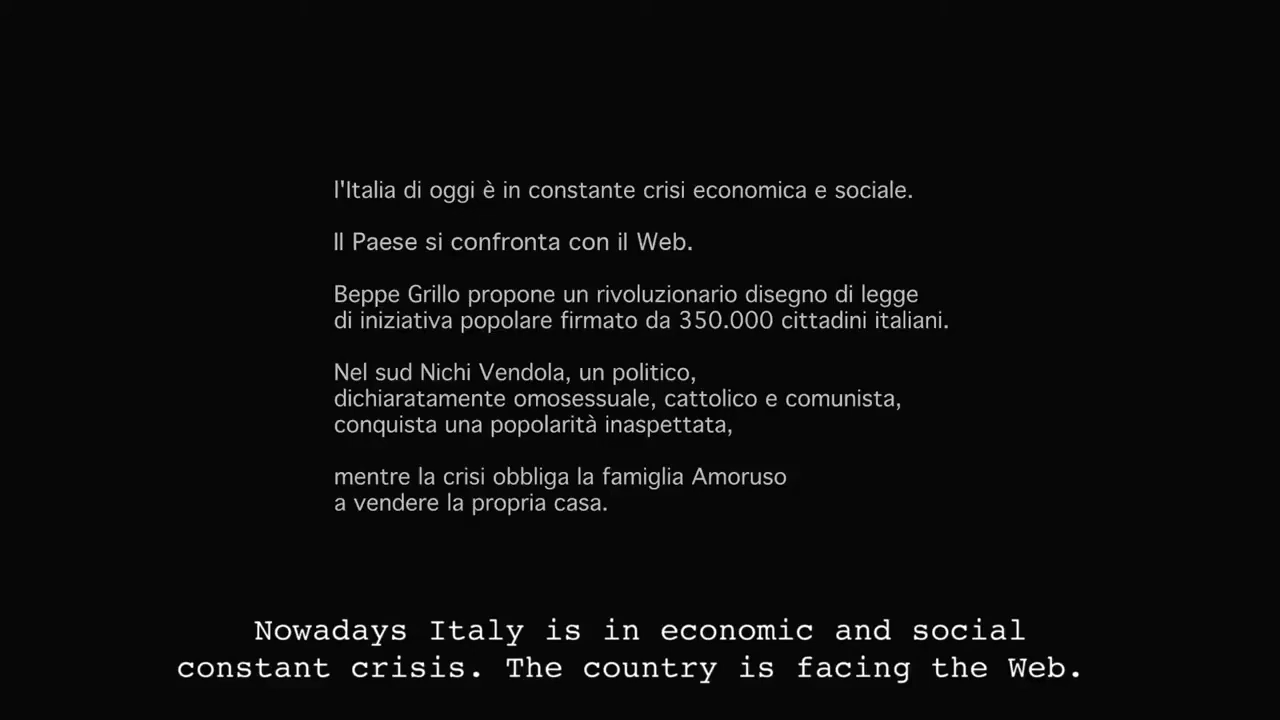 l'Italia di oggi è in constante crisi economica e sociale.
Il Paese si confronta con il Web.
Beppe Grillo propone un rivoluzionario disegno di legge
di iniziativa popolare firmato da 350.000 cittadini italiani.
Nel sud Nichi Vendola, un politico,
dichiaratamente omosessuale, cattolico e comunista,
conquista una popolarità inaspettata,
mentre la crisi obbliga la famiglia Amoruso
a vendere la propria casa.
Nowadays Italy is in economic and social
constant crisis. The country is facing the Web.